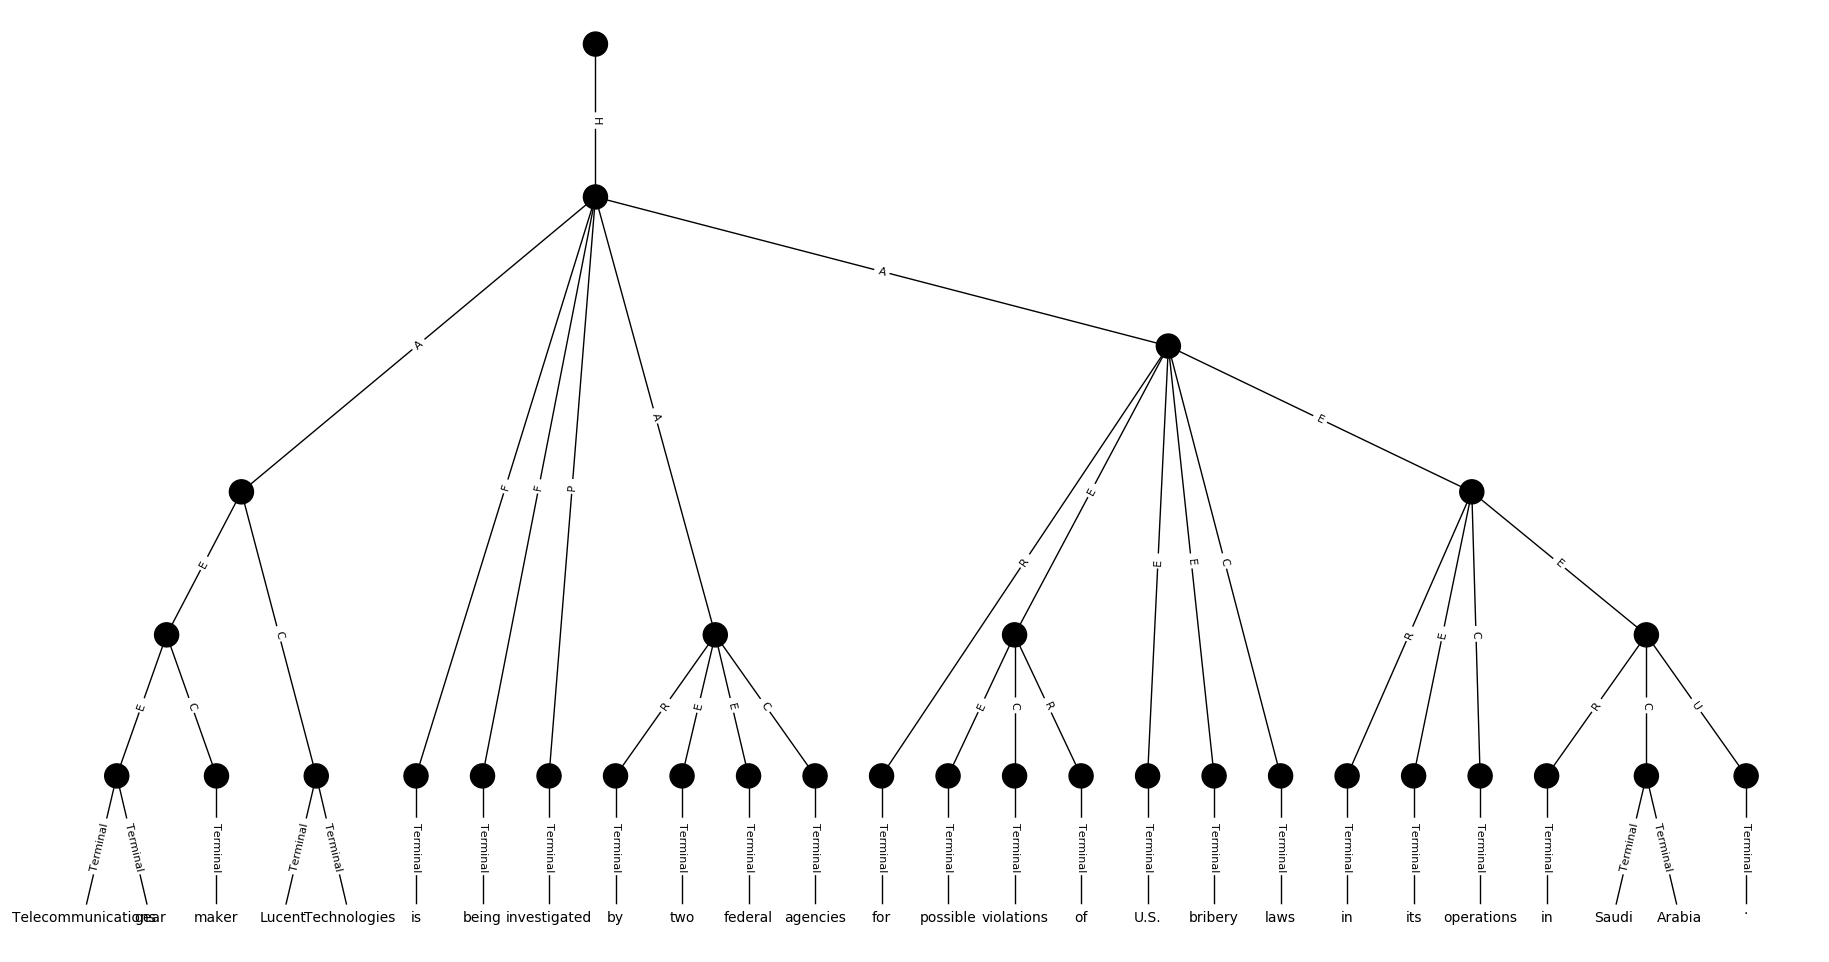 H
A
A
A
F
F
P
E
E
C
R
E
E
E
C
E
C
R
E
C
E
C
R
E
E
C
E
C
R
R
C
U
Terminal Terminal Terminal Terminal Terminal Terminal Terminal Terminal Terminal Terminal Terminal Terminal Terminal Terminal Terminal Terminal Terminal Terminal Terminal Terminal Terminal Terminal Terminal Terminal Terminal Terminal
Telecommunications gear maker Lucent Technologies is being investigated by two federal agencies for possible violations of U.S. bribery laws in its operations in Saudi Arabia .